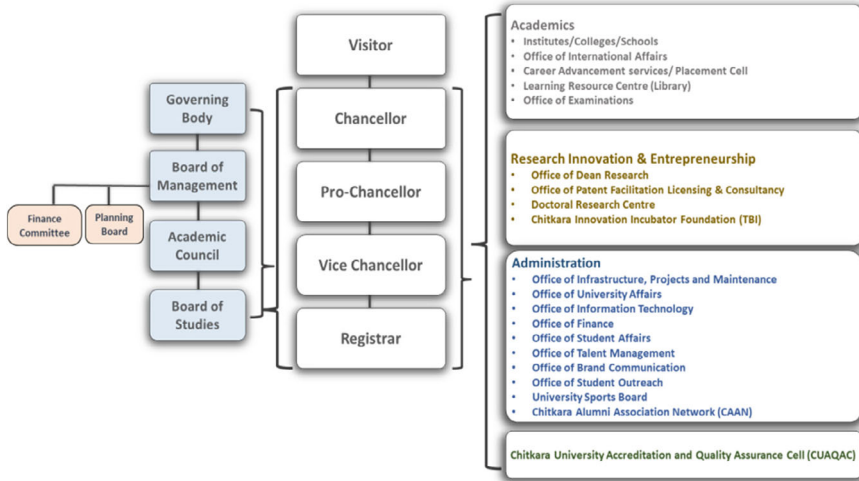 Governing
Body
Board of
Management
Finance
Committee
Planning
Board
Academic
Council
Board of
Studies
Visitor
Chancellor
Pro-Chancellor
Vice Chancellor
Registrar
Academics
• Institutes/Colleges/Schools
• Office of International Affairs
• Career Advancement services/ Placement Cell
• Learning Resource Centre (Library)
• Office of Examinations
Research Innovation & Entrepreneurship
• Office of Dean Research
• Office of Patent Facilitation Licensing & Consultancy
• Doctoral Research Centre
• Chitkara Innovation Incubator Foundation (TBI)
Administration
• Office of Infrastructure, Projects and Maintenance
• Office of University Affairs
• Office of Information Technology
• Office of Finance
• Office of Student Affairs
• Office of Talent Management
• Office of Brand Communication
• Office of Student Outreach
• University Sports Board
• Chitkara Alumni Association Network (CAAN)
Chitkara University Accreditation and Quality Assurance Cell (CUAQAC)